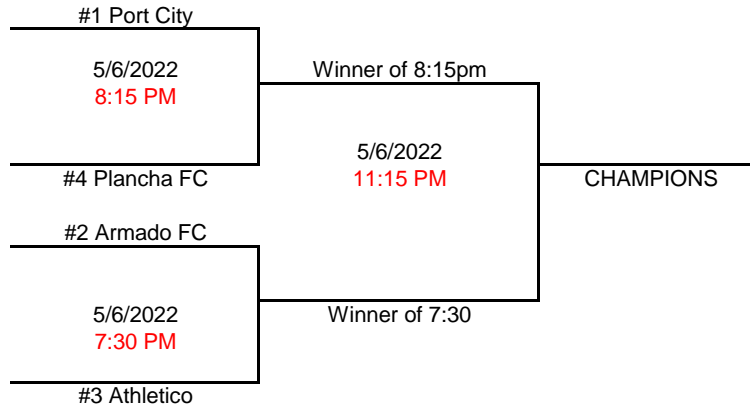 #1 Port City
5/6/2022
8:15 PM
#4 Plancha FC
Winner of 8:15pm
5/6/2022
11:15 PM
CHAMPIONS
#2 Armado FC
5/6/2022
7:30 PM
#3 Athletico
Winner of 7:30